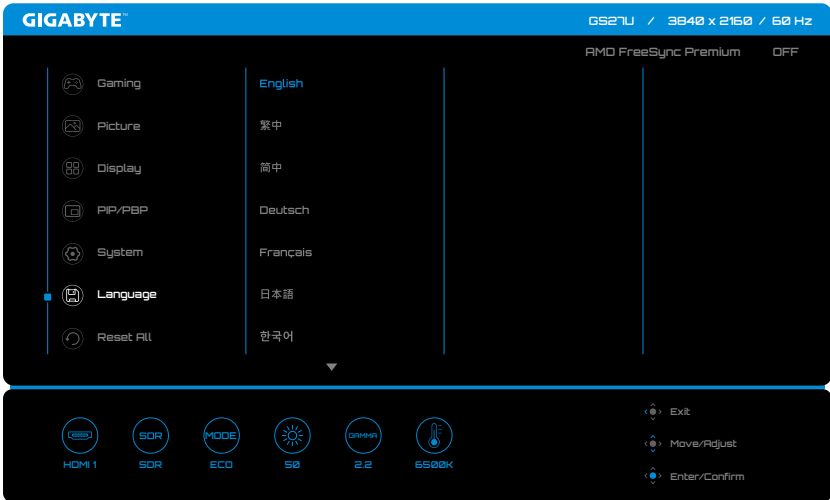 GIGABYTE™
GS27U / 3840 x 2160 / 60 Hz
AMD FreeSync Premium OFF
Gaming
English
Picture
繁中
Display
简中
PIP/PBP
Deutsch
System
Français
Language
日本語
Reset All
한국어
SDR
MODE
GAMMA
HDMI 1
SDR
ECO
50
2.2
6500K
Exit
Move/Adjust
Enter/Confirm